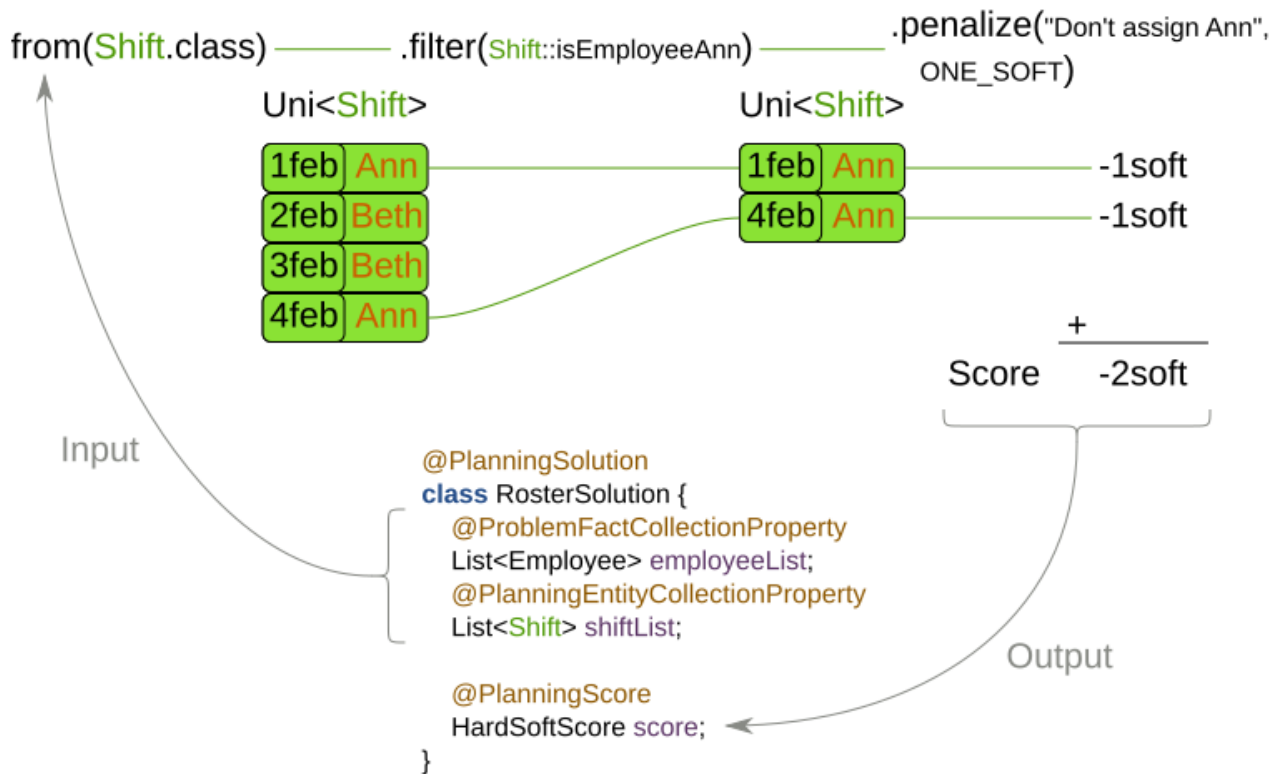 from(Shift.class) .filter(Shift::isEmployeeAnn) .penalize("Don't assign Ann",
ONE_SOFT)
Uni<Shift> Uni<Shift>
1feb Ann 1feb Ann -1soft
2feb Beth 4feb Ann -1soft
3feb Beth
4feb Ann
+
Score -2soft
Input
@PlanningSolution
class RosterSolution {
@ProblemFactCollectionProperty
List<Employee> employeeList;
@PlanningEntityCollectionProperty
List<Shift> shiftList;
Output
@PlanningScore
HardSoftScore score;
}